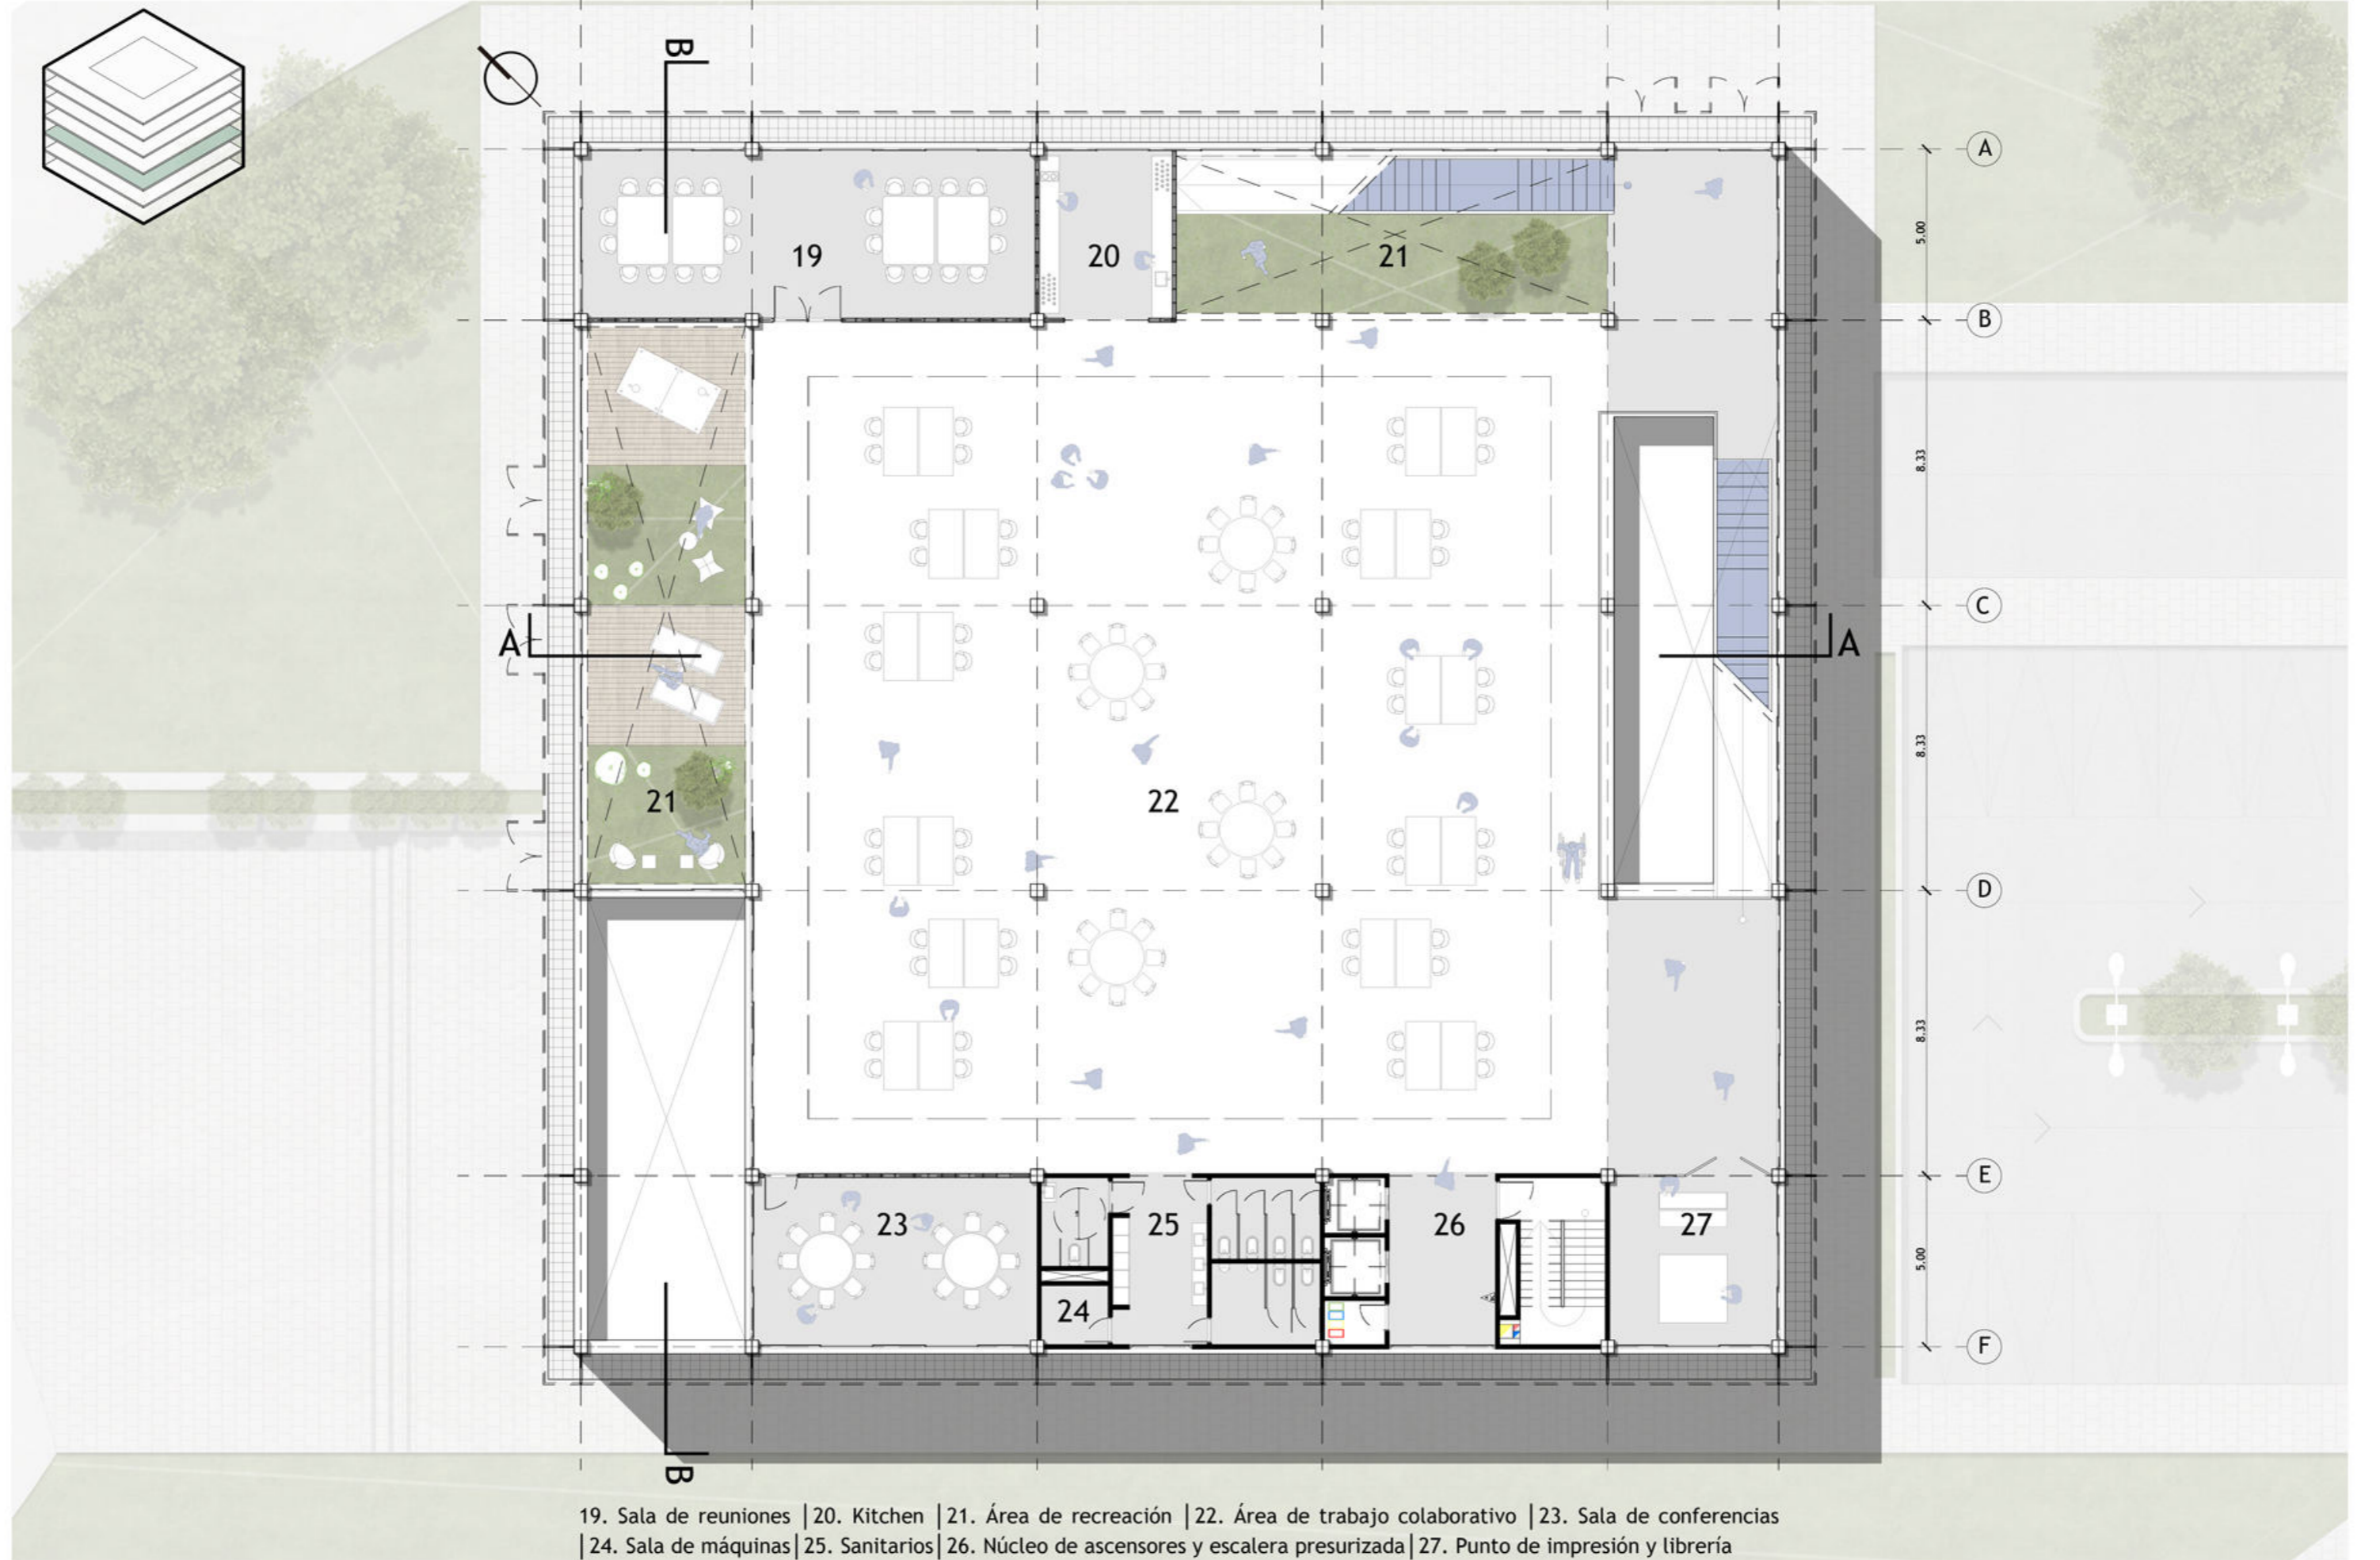 B
A
19
20
21
5.00
B
8.33
C
A
A
21
22
8.33
D
8.33
E
23
25
26
27
24
5.00
F
B
19. Sala de reuniones |20. Kitchen |21. Área de recreación |22. Área de trabajo colaborativo |23. Sala de conferencias
|24. Sala de máquinas|25. Sanitarios|26. Núcleo de ascensores y escalera presurizada|27. Punto de impresión y librería